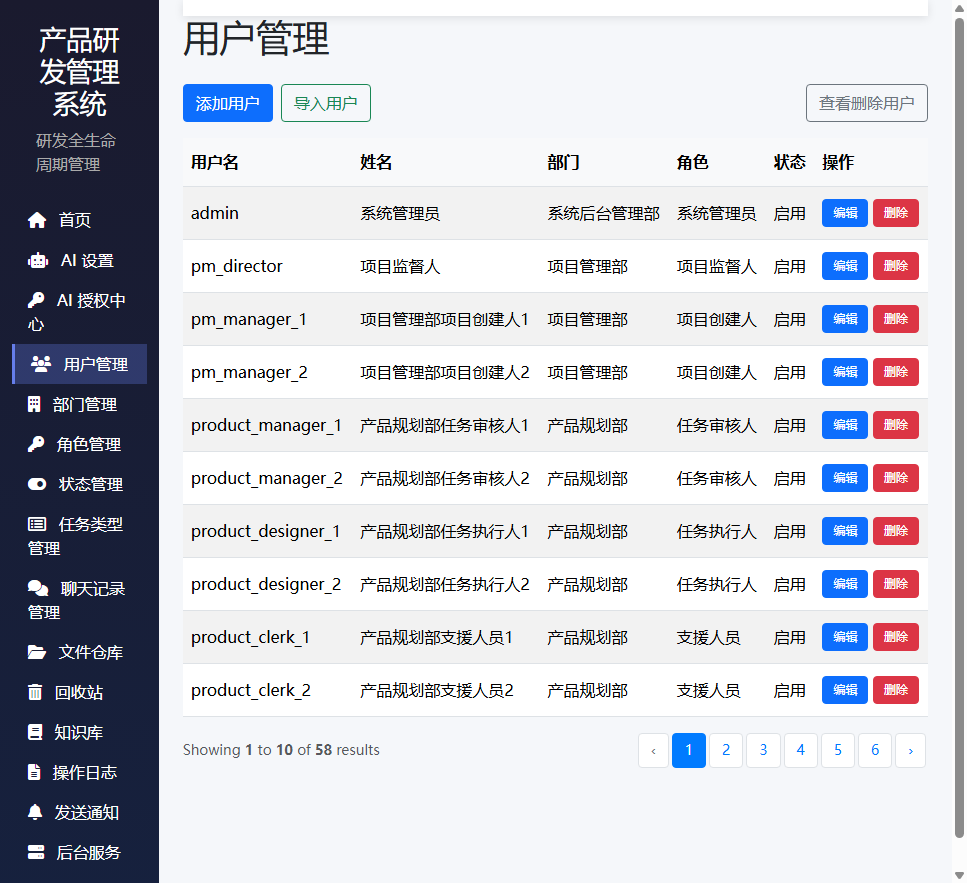 产品研
发管理
系统
研发全生命
周期管理
首页
AI 设置
AI 授权中
心
用户管理
部门管理
角色管理
状态管理
任务类型
管理
聊天记录
管理
文件仓库
回收站
知识库
操作日志
发送通知
后台服务
用户管理
添加用户 导入用户 查看删除用户
用户名 姓名 部门 角色 状态 操作
admin 系统管理员 系统后台管理部 系统管理员 启用 编辑 删除
pm_director 项目监督人 项目管理部 项目监督人 启用 编辑 删除
pm_manager_1 项目管理部项目创建人1 项目管理部 项目创建人 启用 编辑 删除
pm_manager_2 项目管理部项目创建人2 项目管理部 项目创建人 启用 编辑 删除
product_manager_1 产品规划部任务审核人1 产品规划部 任务审核人 启用 编辑 删除
product_manager_2 产品规划部任务审核人2 产品规划部 任务审核人 启用 编辑 删除
product_designer_1 产品规划部任务执行人1 产品规划部 任务执行人 启用 编辑 删除
product_designer_2 产品规划部任务执行人2 产品规划部 任务执行人 启用 编辑 删除
product_clerk_1 产品规划部支援人员1 产品规划部 支援人员 启用 编辑 删除
product_clerk_2 产品规划部支援人员2 产品规划部 支援人员 启用 编辑 删除
Showing 1 to 10 of 58 results ‹ 1 2 3 4 5 6 ›